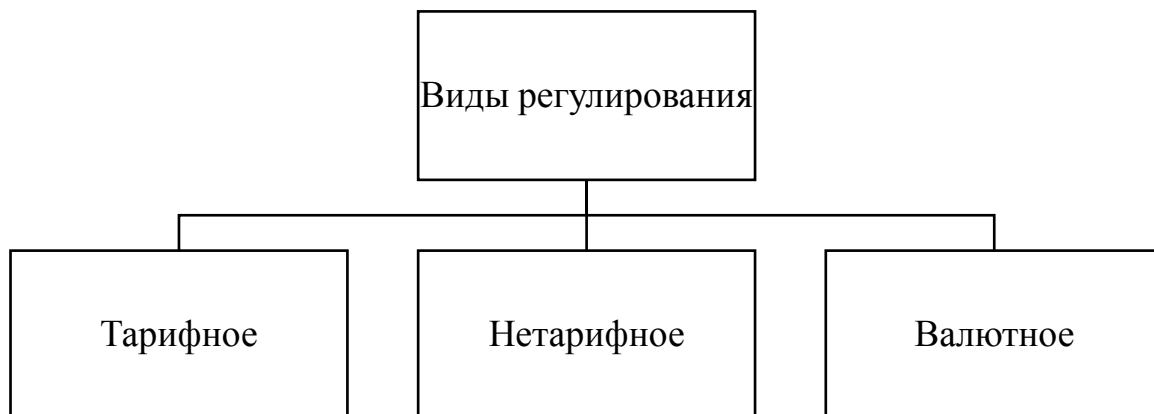 Виды регулирования
Тарифное
Нетарифное
Валютное